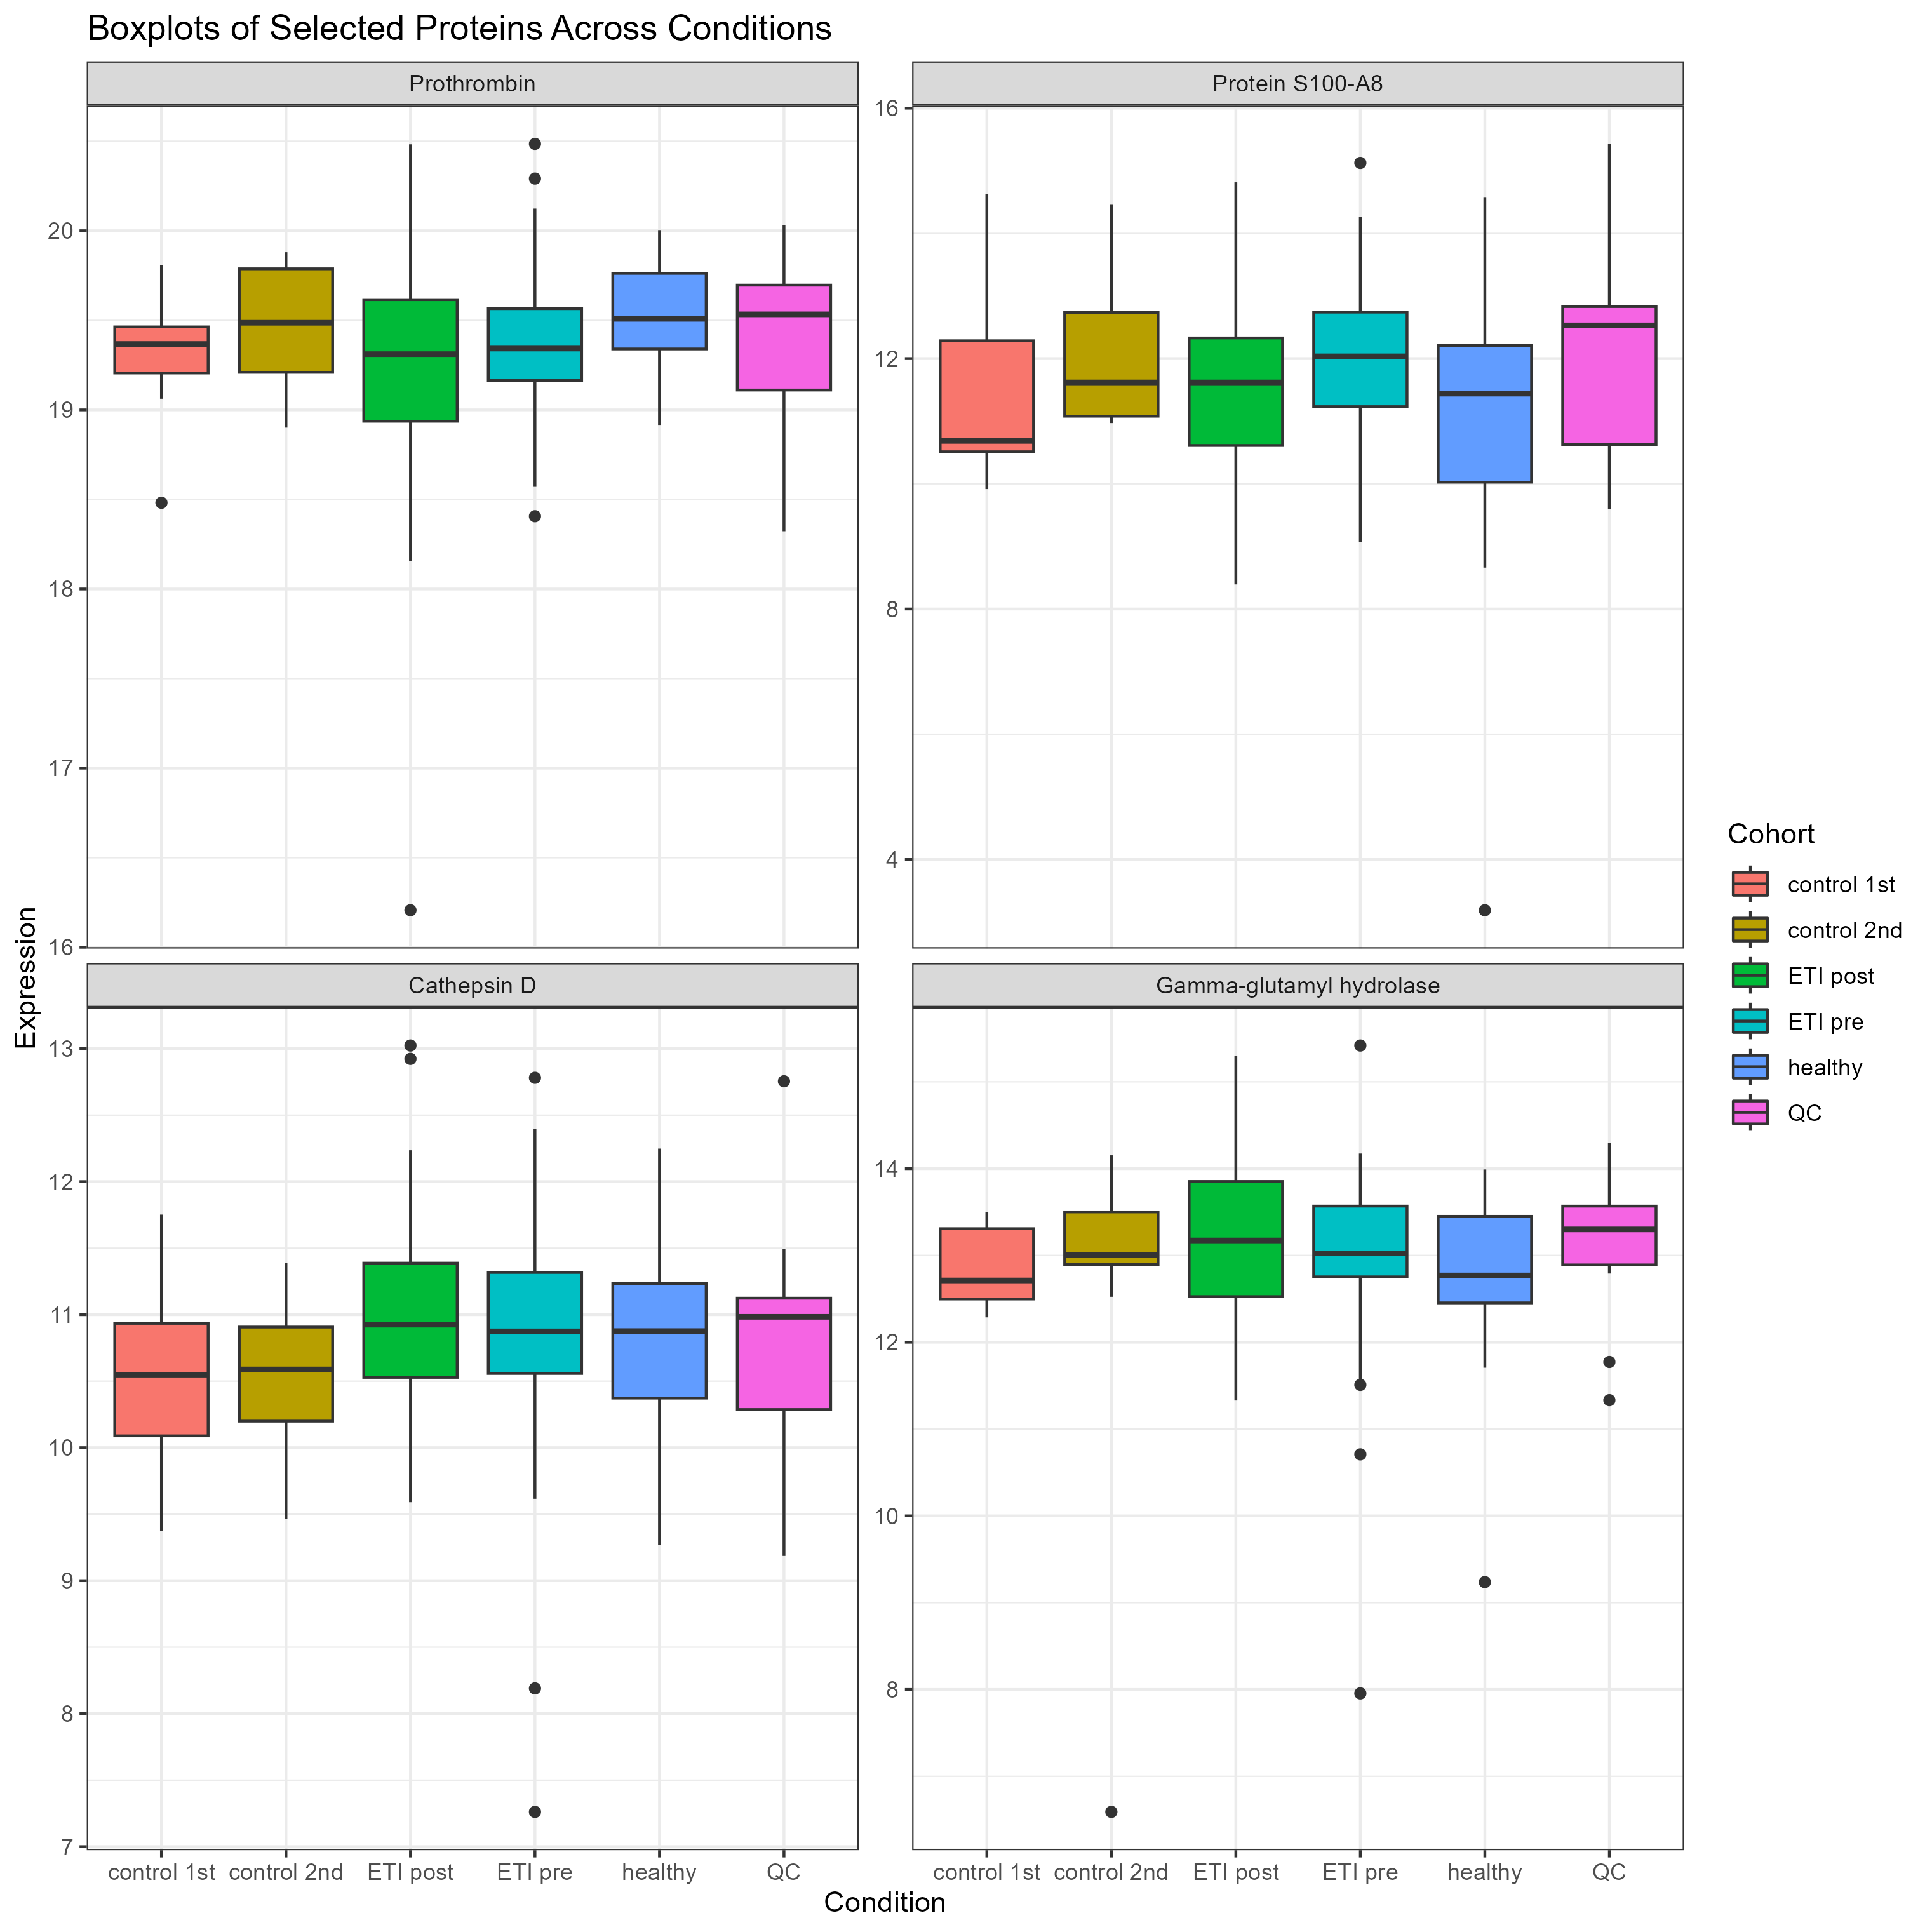 Boxplots of Selected Proteins Across Conditions
Prothrombin
Protein S100-A8
20
19
18
17
16
16
12
8
4
Expression
Cathepsin D
Gamma-glutamyl hydrolase
13
12
11
10
9
8
7
14
12
10
8
control 1st
control 2nd
ETI post
ETI pre
healthy
QC
control 1st
control 2nd
ETI post
ETI pre
healthy
QC
Condition
Cohort
control 1st
control 2nd
ETI post
ETI pre
healthy
QC